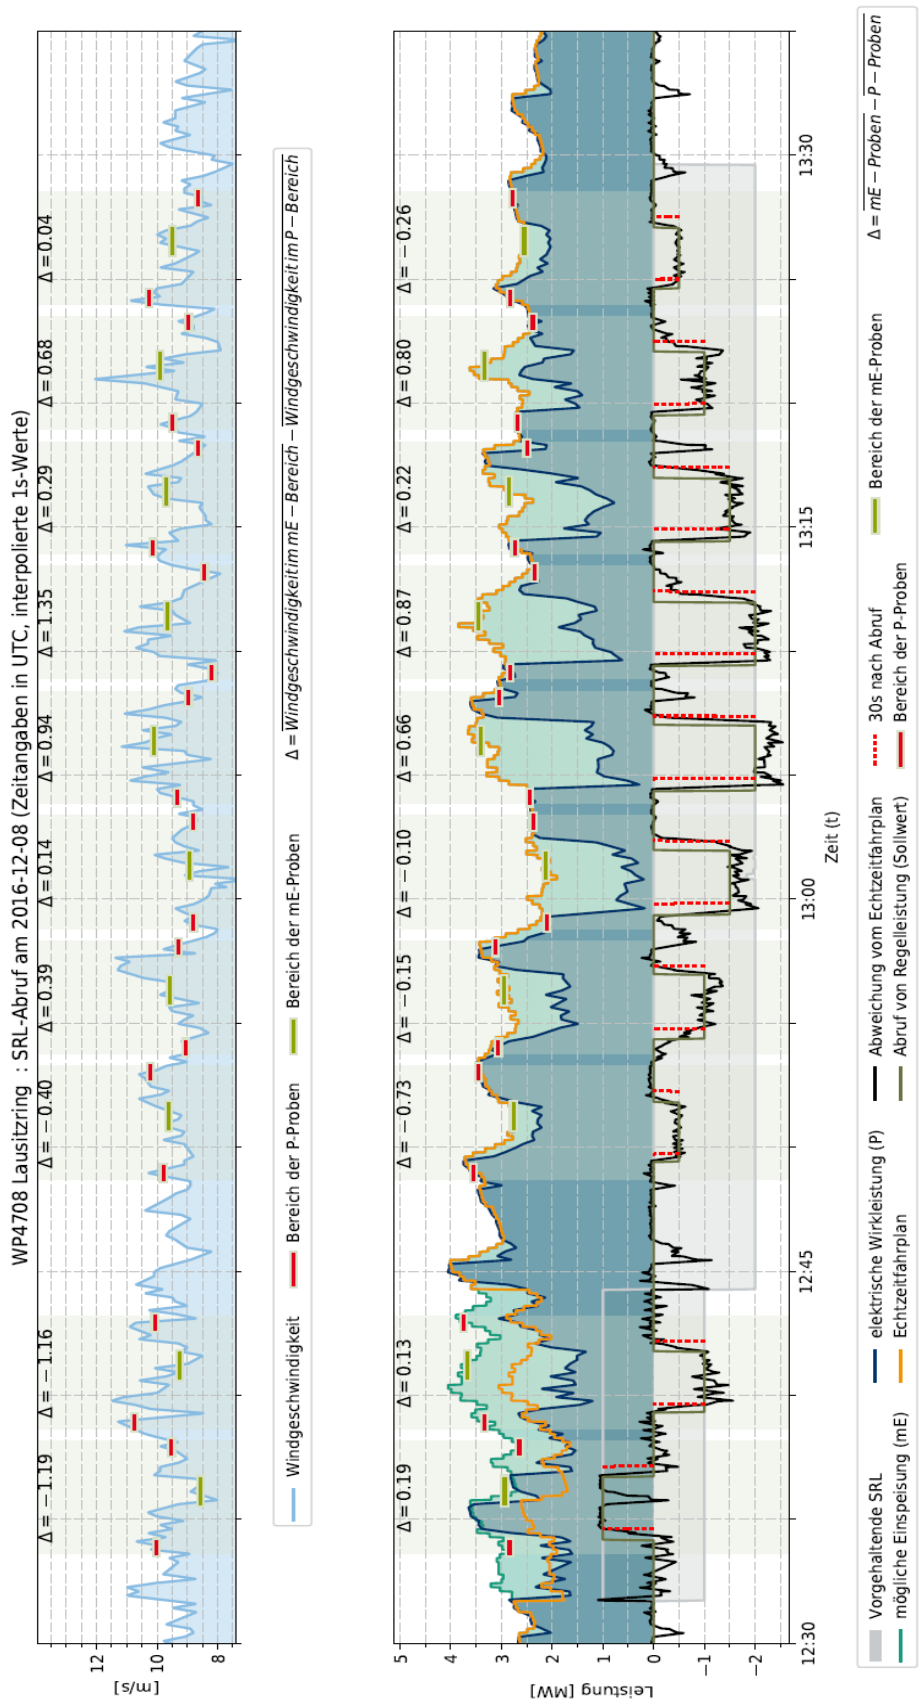 WP4708 Lausitzring : SRL-Abruf am 2016-12-08 (Zeitangaben in UTC, interpolierte 1s-Werte)
Δ = −1.19 Δ = −1.16 Δ = −0.40 Δ = 0.39 Δ = 0.14 Δ = 0.94 Δ = 1.35 Δ = 0.29 Δ = 0.68 Δ = 0.04
12
10
8
[m/s]
Windgeschwindigkeit Bereich der P-Proben Bereich der mE-Proben Δ = Windgeschwindigkeit im mE − Bereich − Windgeschwindigkeit im P − Bereich
Δ = 0.19 Δ = 0.13 Δ = −0.73 Δ = −0.15 Δ = −0.10 Δ = 0.66 Δ = 0.87 Δ = 0.22 Δ = 0.80 Δ = −0.26
5
4
3
2
1
0
−1
−2
Leistung [MW]
12:30 12:45 13:00 13:15 13:30
Zeit (t)
Vorgehaltende SRL elektrische Wirkleistung (P) Abweichung vom Echtzeitfahrplan 30s nach Abruf Bereich der mE-Proben Δ = mE − Proben − P − Proben
mögliche Einspeisung (mE) Echtzeitfahrplan Abruf von Regelleistung (Sollwert) Bereich der P-Proben